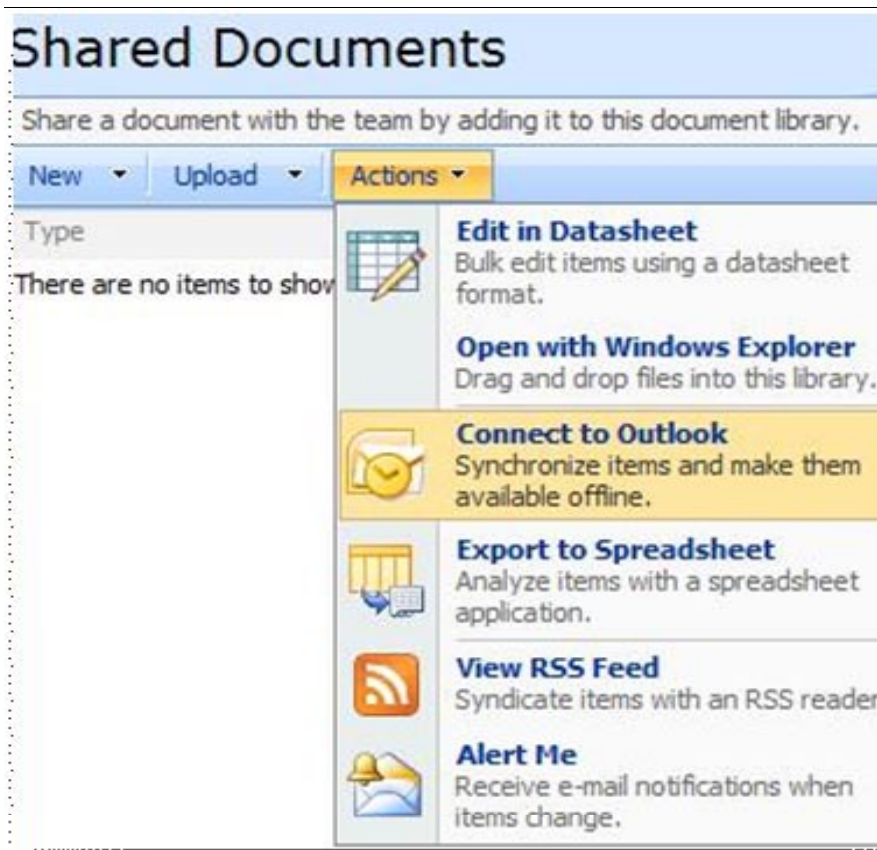 Shared Documents
Share a document with the team by adding it to this document library.
New Upload Actions
Type
There are no items to show
Edit in Datasheet
Bulk edit items using a datasheet
format.
Open with Windows Explorer
Drag and drop files into this library.
Connect to Outlook
Synchronize items and make them
available offline.
Export to Spreadsheet
Analyze items with a spreadsheet
application.
View RSS Feed
Syndicate items with an RSS reader
Alert Me
Receive e-mail notifications when
items change.